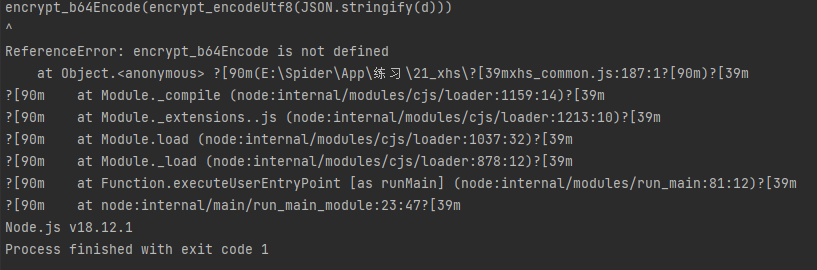 encrypt_b64Encode(encrypt_encodeUtf8(JSON.stringify(d)))
^
ReferenceError: encrypt_b64Encode is not defined
    at Object.<anonymous> ?[90m(E:\Spider\App\练习\21_xhs\?[39mxhs_common.js:187:1?[90m)?[39m
?[90m    at Module._compile (node:internal/modules/cjs/loader:1159:14)?[39m
?[90m    at Module._extensions..js (node:internal/modules/cjs/loader:1213:10)?[39m
?[90m    at Module.load (node:internal/modules/cjs/loader:1037:32)?[39m
?[90m    at Module._load (node:internal/modules/cjs/loader:878:12)?[39m
?[90m    at Function.executeUserEntryPoint [as runMain] (node:internal/modules/run_main:81:12)?[39m
?[90m    at node:internal/main/run_main_module:23:47?[39m
Node.js v18.12.1
Process finished with exit code 1